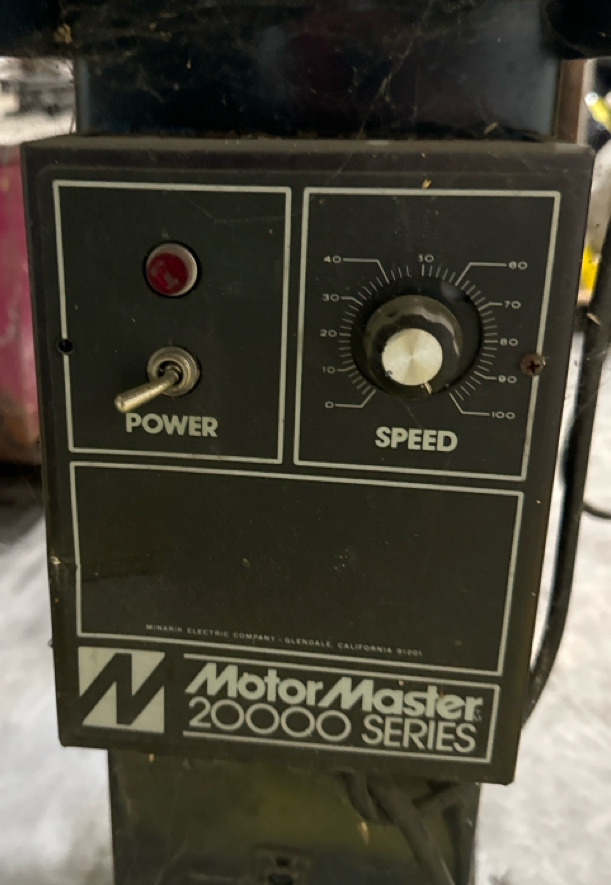 40 50 60
30 70
20 80
10 90
0 100
POWER SPEED
MINARIK ELECTRIC COMPANY - GLENDALE, CALIFORNIA 91201
MotorMaster
20000 SERIES